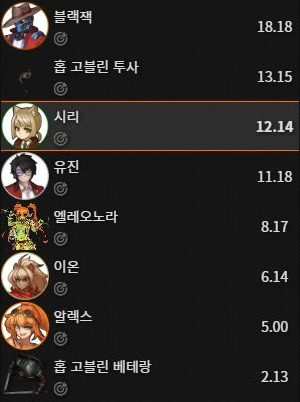 블랙잭
18.18
홉 고블린 투사
13.15
시리
12.14
유진
11.18
엘레오노라
8.17
이온
6.14
알렉스
5.00
홉 고블린 베테랑
2.13